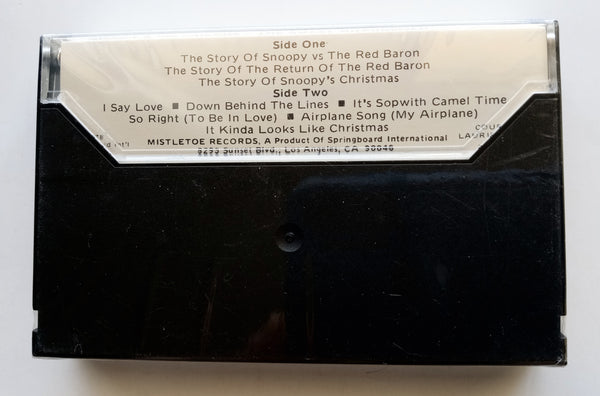 Side One
The Story Of Snoopy vs The Red Baron
The Story Of The Return Of The Red Baron
The Story Of Snoopy's Christmas
Side Two
I Say Love ■ Down Behind The Lines ■ It's Sopwith Camel Time
So Right (To Be In Love) ■ Airplane Song (My Airplane)
It Kinda Looks Like Christmas
MISTLETOE RECORDS, A Product Of Springboard International
Sunset Blvd., Los Angeles, CA